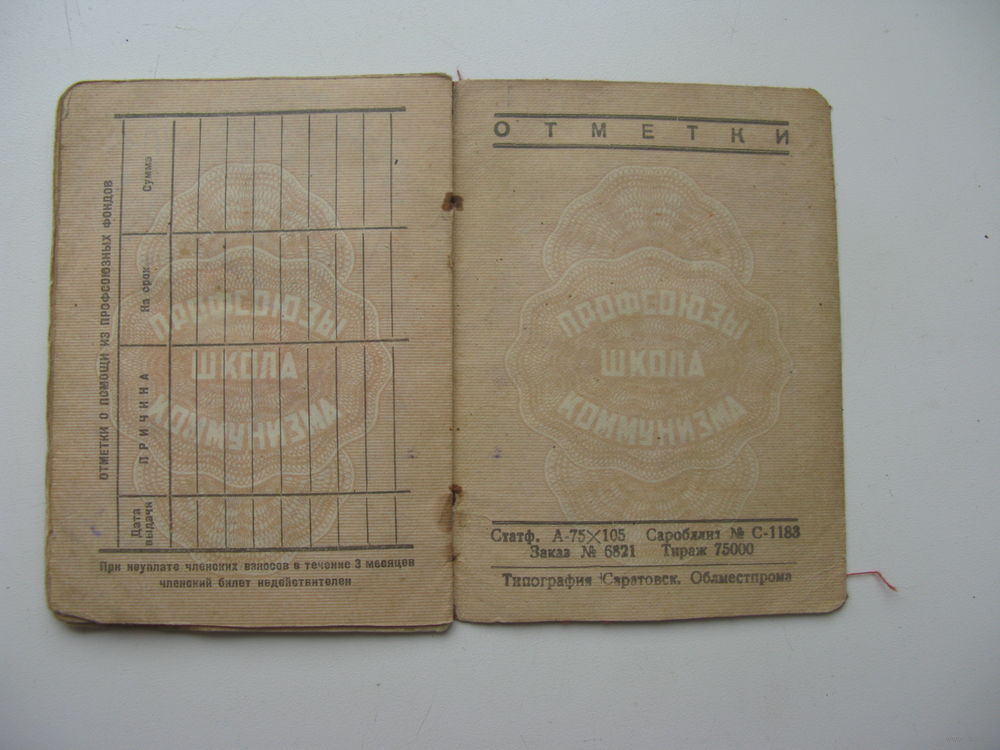 ОТМЕТКИ О ПОМОЩИ ИЗ ПРОФСОЮЗНЫХ ФОНДОВ
Дата выдачи
ПРИЧИНА
На срок
Сумма
ПРОФСОЮЗЫ
ШКОЛА
КОММУНИЗМА
При неуплате членских взносов в течение 3 месяцев
членский билет недействителен
ОТМЕТКИ
ПРОФСОЮЗЫ
ШКОЛА
КОММУНИЗМА
Статф. А-75×105 Саробллит № С-1183
Заказ № 6821 Тираж 75000
Типография Саратовск. Облместпрома